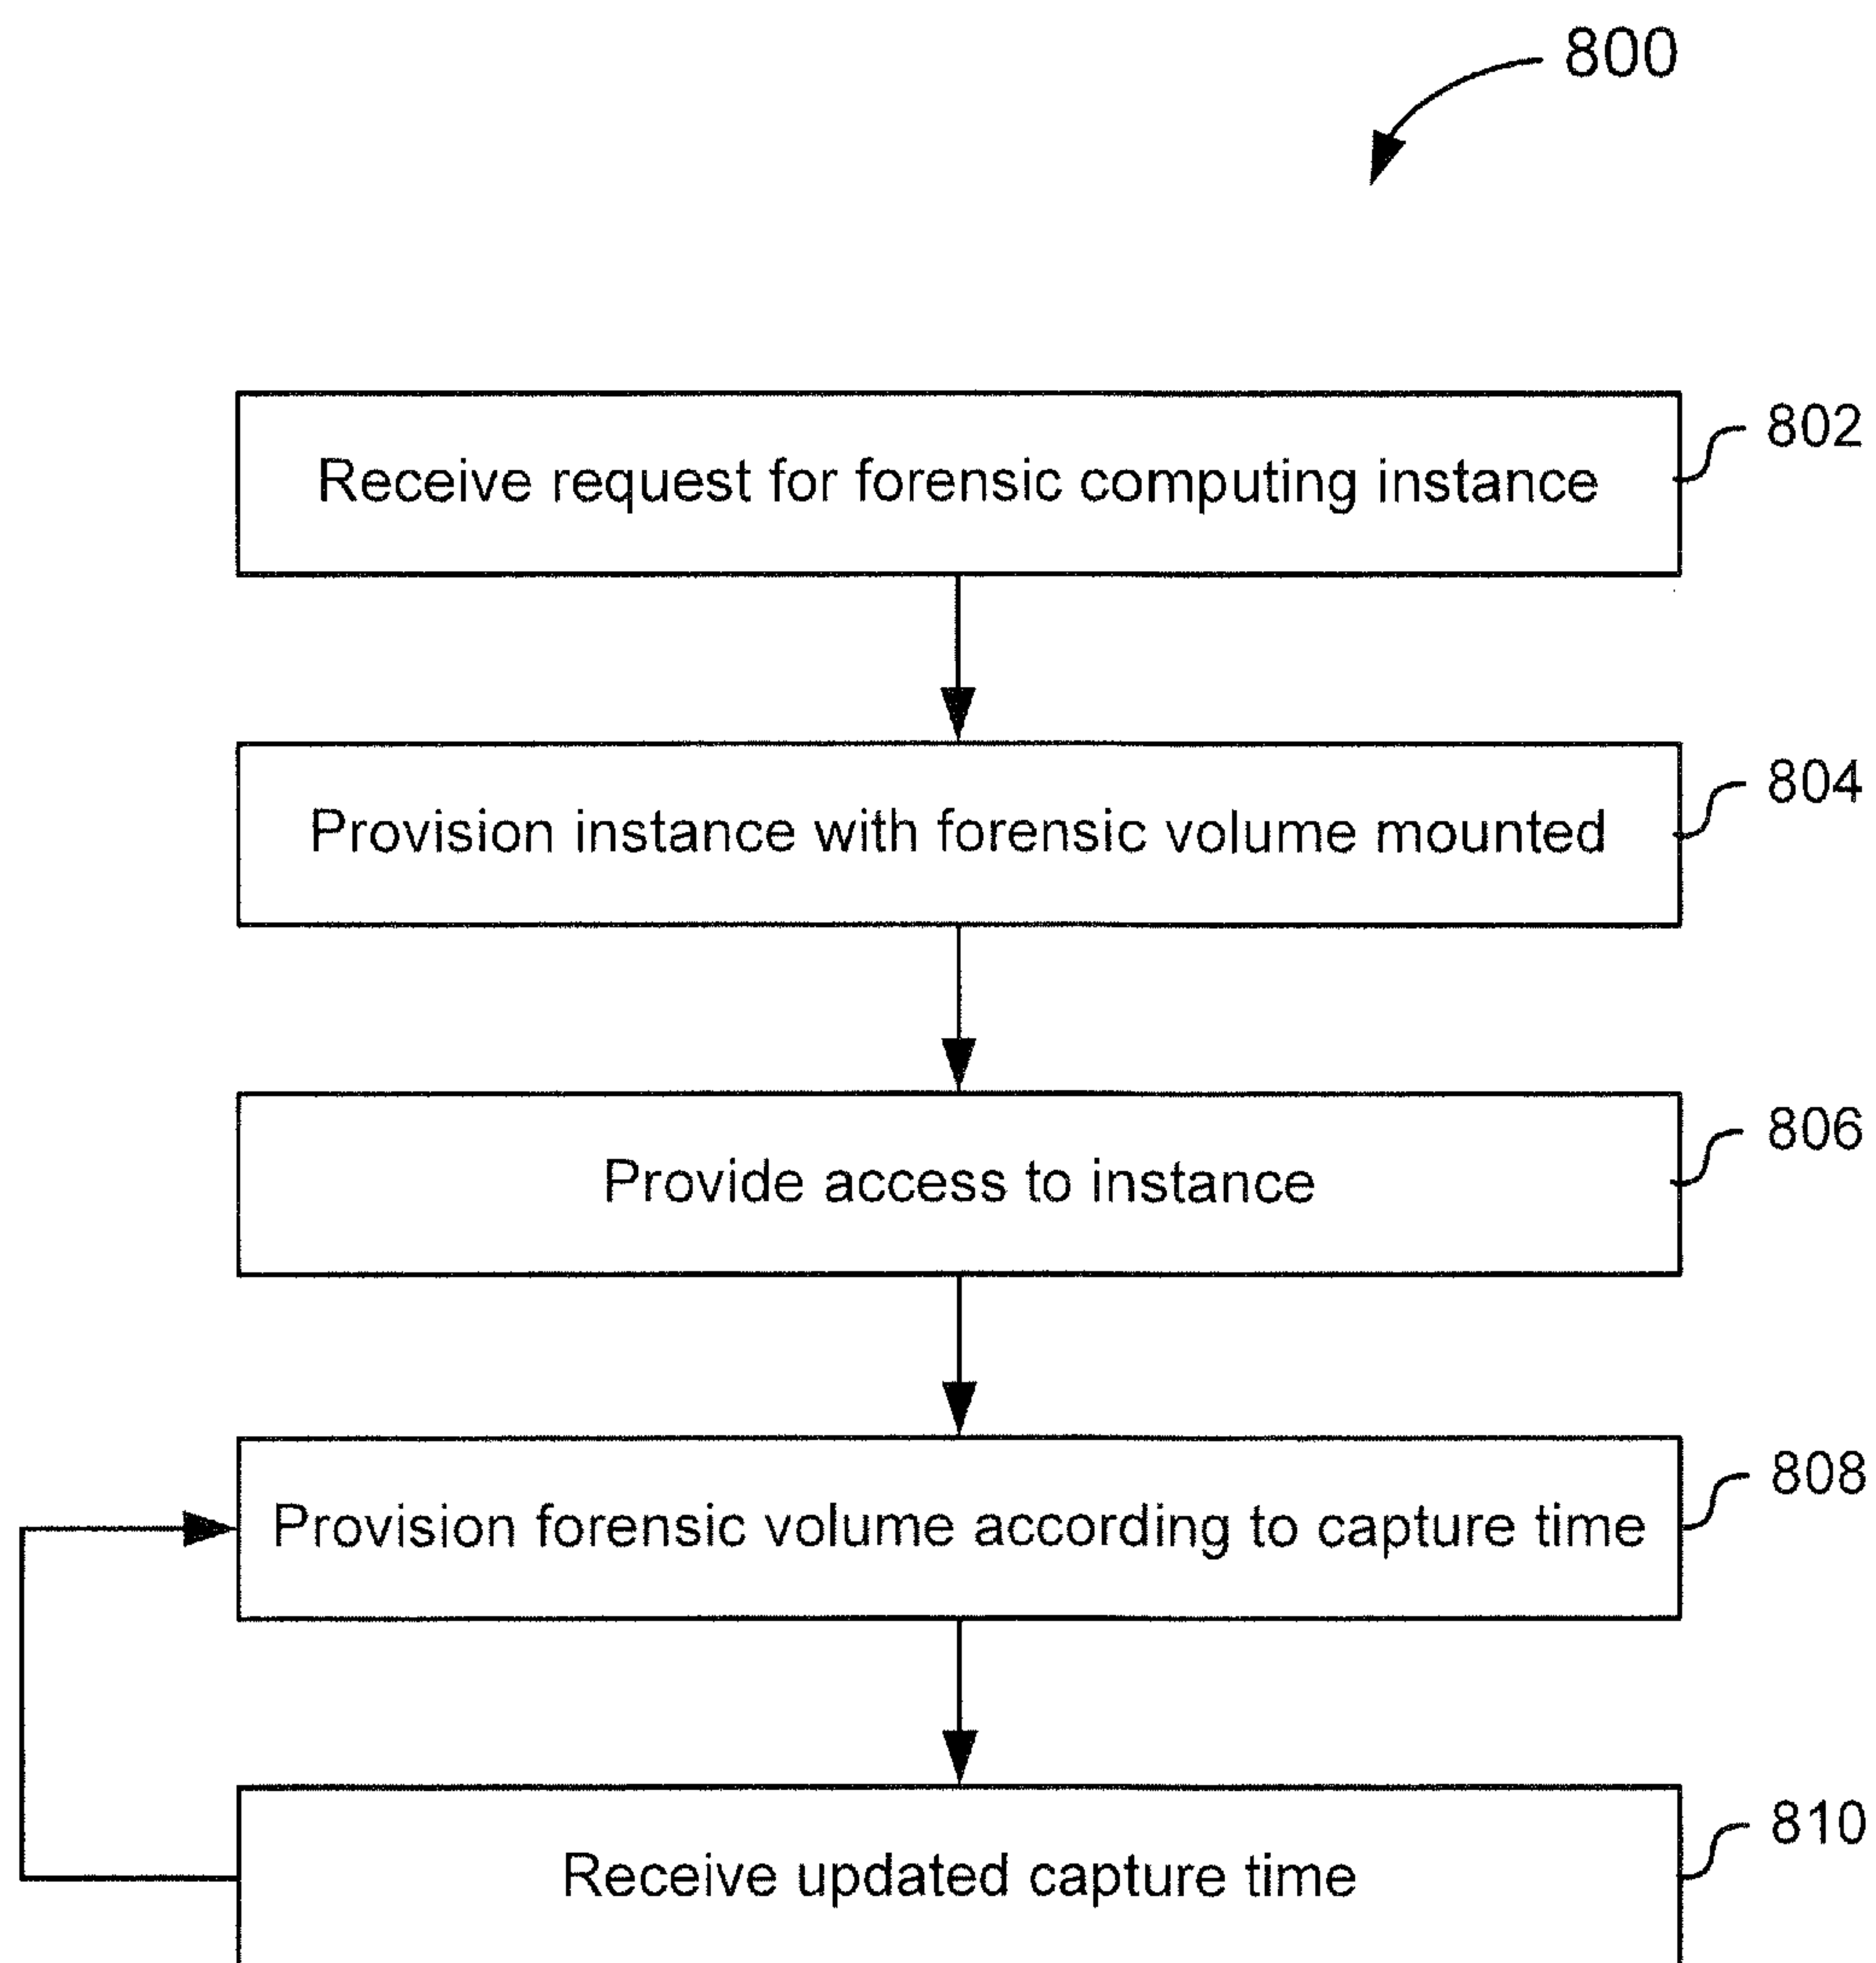 800
Receive request for forensic computing instance
802
Provision instance with forensic volume mounted
804
Provide access to instance
806
Provision forensic volume according to capture time
808
Receive updated capture time
810